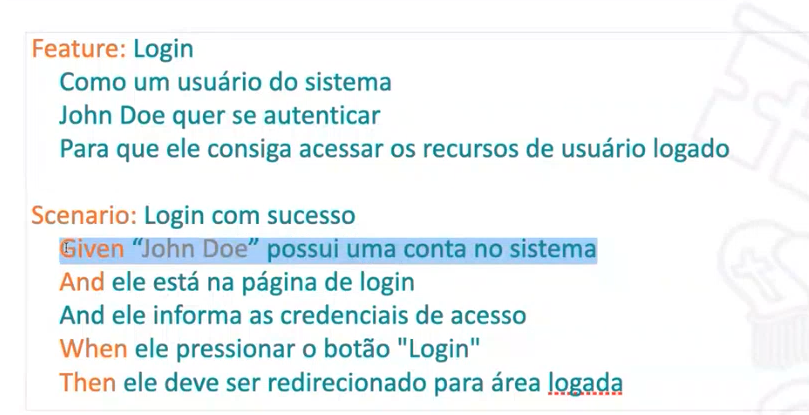 Feature: Login
Como um usuário do sistema
John Doe quer se autenticar
Para que ele consiga acessar os recursos de usuário logado
Scenario: Login com sucesso
Given “John Doe” possui uma conta no sistema
And ele está na página de login
And ele informa as credenciais de acesso
When ele pressionar o botão "Login"
Then ele deve ser redirecionado para área logada